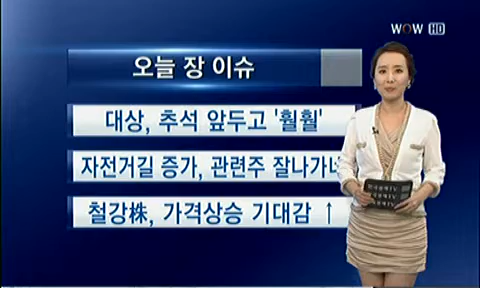 WOW HD
오늘 장 이슈
대상, 추석 앞두고 '훨훨'
자전거길 증가, 관련주 잘나가네
철강株, 가격상승 기대감 ↑